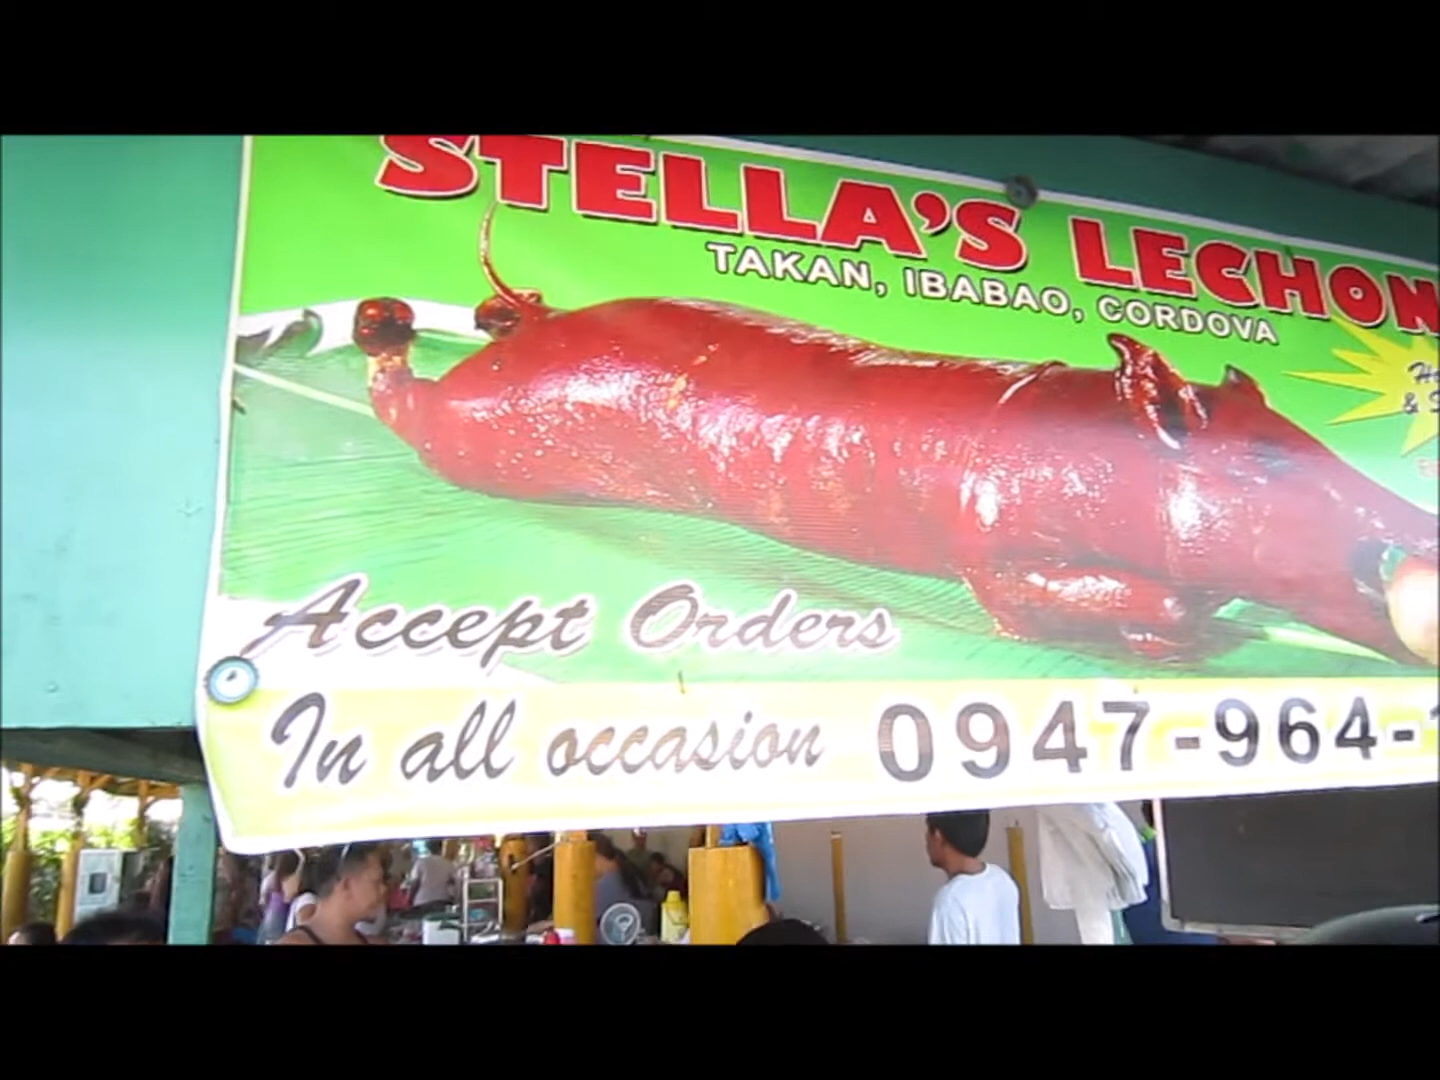 STELLA'S LECHON
TAKAN, IBABAO, CORDOVA
Accept Orders
In all occasion 0947-964-